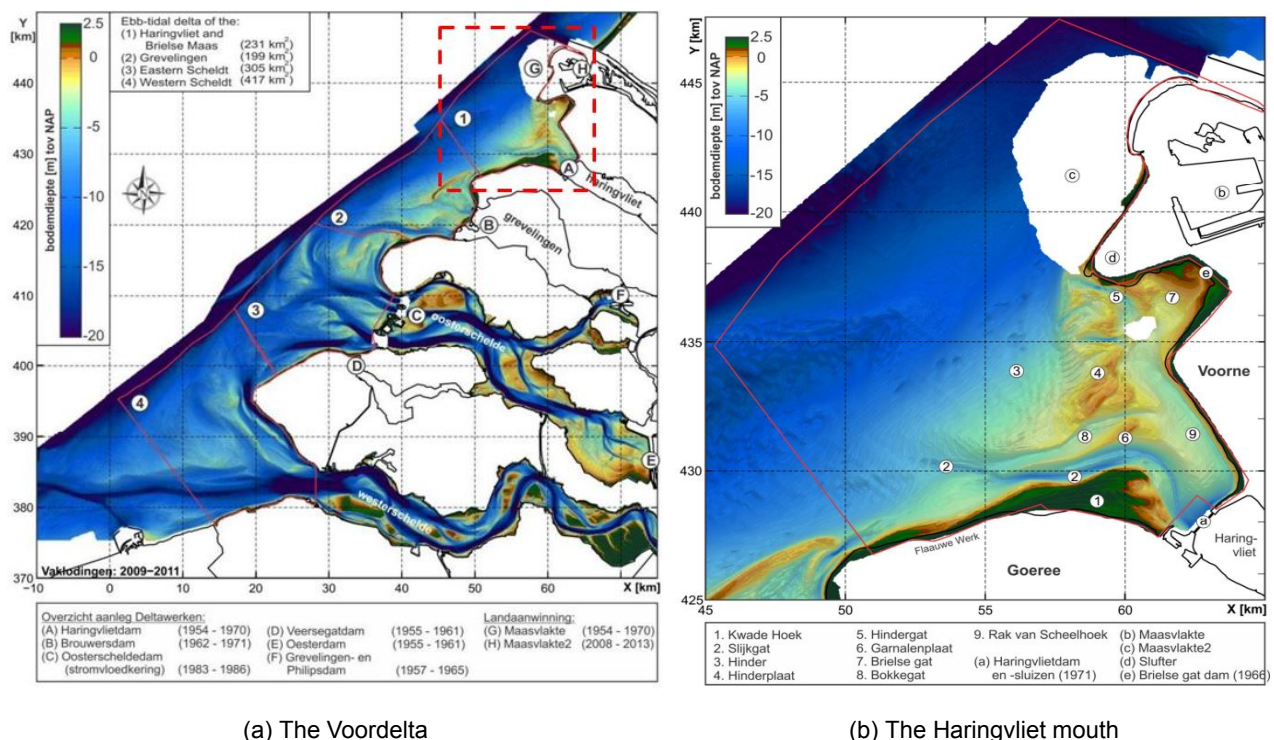 Y
[km]
2.5
0
-5
-10
-15
-20
bodemdiepte [m] tov NAP
Ebb-tidal delta of the:
(1) Haringvliet and
Brielse Maas (231 km²)
(2) Grevelingen (199 km²)
(3) Eastern Scheldt (305 km²)
(4) Western Scheldt (417 km²)
N
440
430
420
410
400
390
380
370
1
2
3
4
G
H
A
B
C
D
E
F
Haringvliet
grevelingen
oosterschelde
westerschelde
Vaklodingen: 2009-2011
-10 0 10 20 30 40 50 60 70
X [km]
Overzicht aanleg Deltawerken:
(A) Haringvlietdam (1954 - 1970)
(B) Brouwersdam (1962 - 1971)
(C) Oosterscheldedam
(stromvloedkering) (1983 - 1986)
(D) Veersegatdam (1955 - 1961)
(E) Oesterdam (1955 - 1961)
(F) Grevelingen- en
Philipsdam (1957 - 1965)
Landaanwinning:
(G) Maasvlakte (1954 - 1970)
(H) Maasvlakte2 (2008 - 2013)
(a) The Voordelta
Y [km]
2.5
0
-5
-10
-15
-20
bodemdiepte [m] tov NAP
445
440
435
430
425
c
b
d
e
5
7
3
4
8
6
9
2
2
1
a
Voorne
Haring-
vliet
Flaauwe Werk
Goeree
45 50 55 60
X [km]
1. Kwade Hoek
2. Slijkgat
3. Hinder
4. Hinderplaat
5. Hindergat
6. Garnalenplaat
7. Brielse gat
8. Bokkegat
9. Rak van Scheelhoek
(a) Haringvlietdam
en -sluizen (1971)
(b) Maasvlakte
(c) Maasvlakte2
(d) Slufter
(e) Brielse gat dam (1966)
(b) The Haringvliet mouth